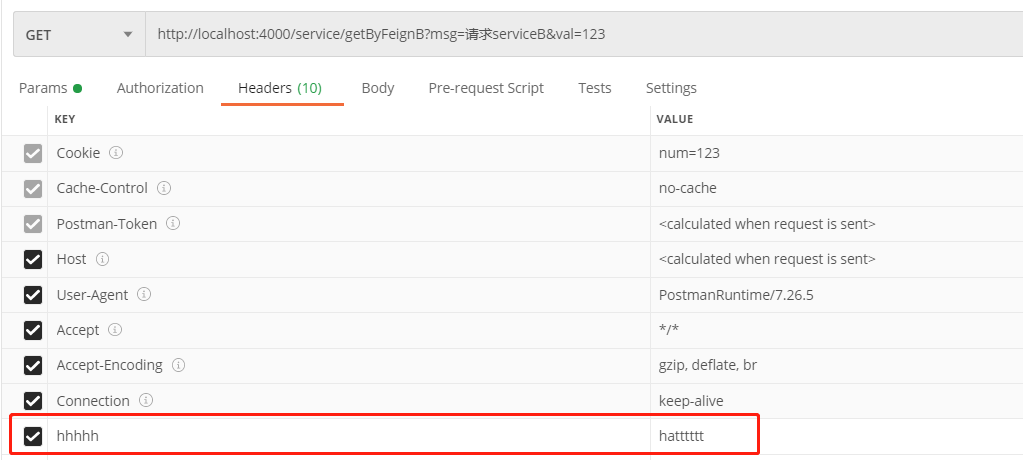 GET http://localhost:4000/service/getByFeignB?msg=请求serviceB&val=123
Params Authorization Headers (10) Body Pre-request Script Tests Settings
KEY VALUE
Cookie num=123
Cache-Control no-cache
Postman-Token <calculated when request is sent>
Host <calculated when request is sent>
User-Agent PostmanRuntime/7.26.5
Accept */*
Accept-Encoding gzip, deflate, br
Connection keep-alive
hhhhh hatttttt